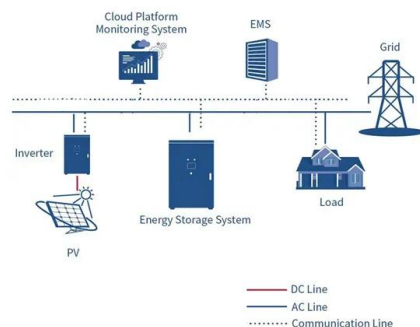 Cloud Platform
Monitoring System
EMS
Grid
Inverter
Energy Storage System
Load
PV
DC Line
AC Line
Communication Line